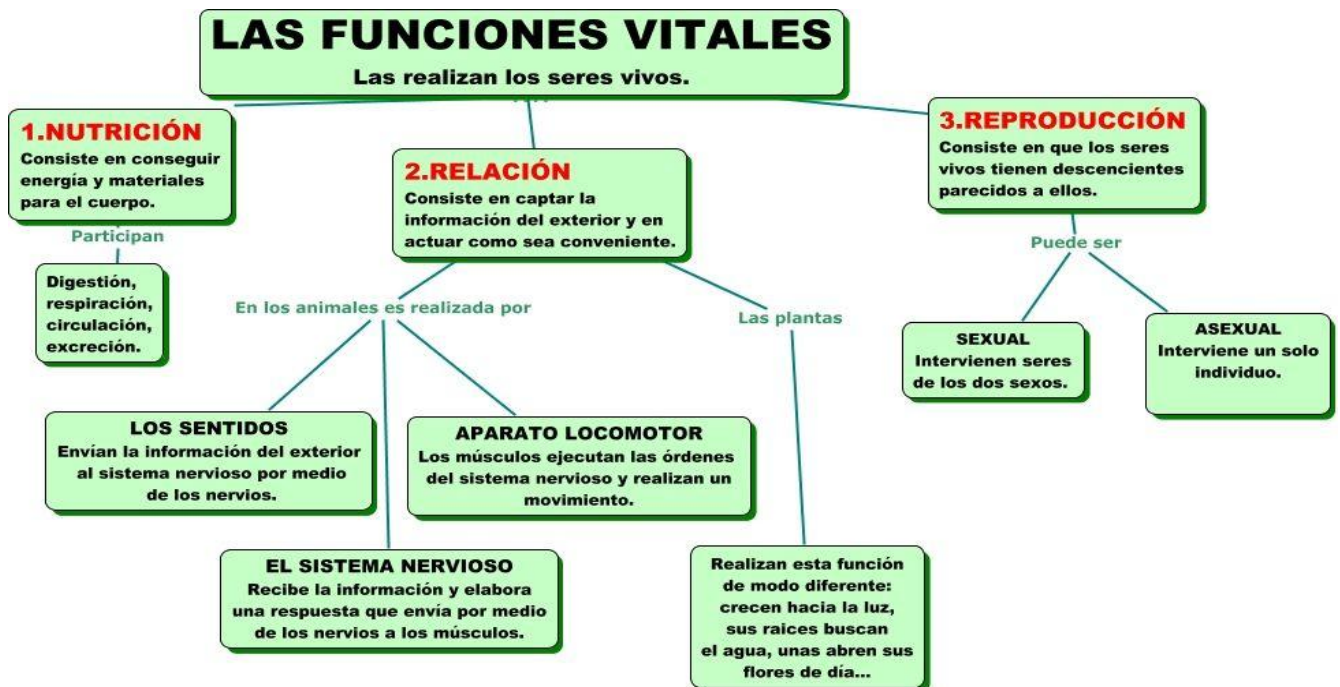 LAS FUNCIONES VITALES
Las realizan los seres vivos.
1.NUTRICIÓN
Consiste en conseguir
energía y materiales
para el cuerpo.
Participan
Digestión,
respiración,
circulación,
excreción.
2.RELACIÓN
Consiste en captar la
información del exterior y en
actuar como sea conveniente.
En los animales es realizada por
LOS SENTIDOS
Envían la información del exterior
al sistema nervioso por medio
de los nervios.
EL SISTEMA NERVIOSO
Recibe la información y elabora
una respuesta que envía por medio
de los nervios a los músculos.
APARATO LOCOMOTOR
Los músculos ejecutan las órdenes
del sistema nervioso y realizan un
movimiento.
Las plantas
Realizan esta función
de modo diferente:
crecen hacia la luz,
sus raices buscan
el agua, unas abren sus
flores de día...
3.REPRODUCCIÓN
Consiste en que los seres
vivos tienen descencientes
parecidos a ellos.
Puede ser
SEXUAL
Intervienen seres
de los dos sexos.
ASEXUAL
Interviene un solo
individuo.